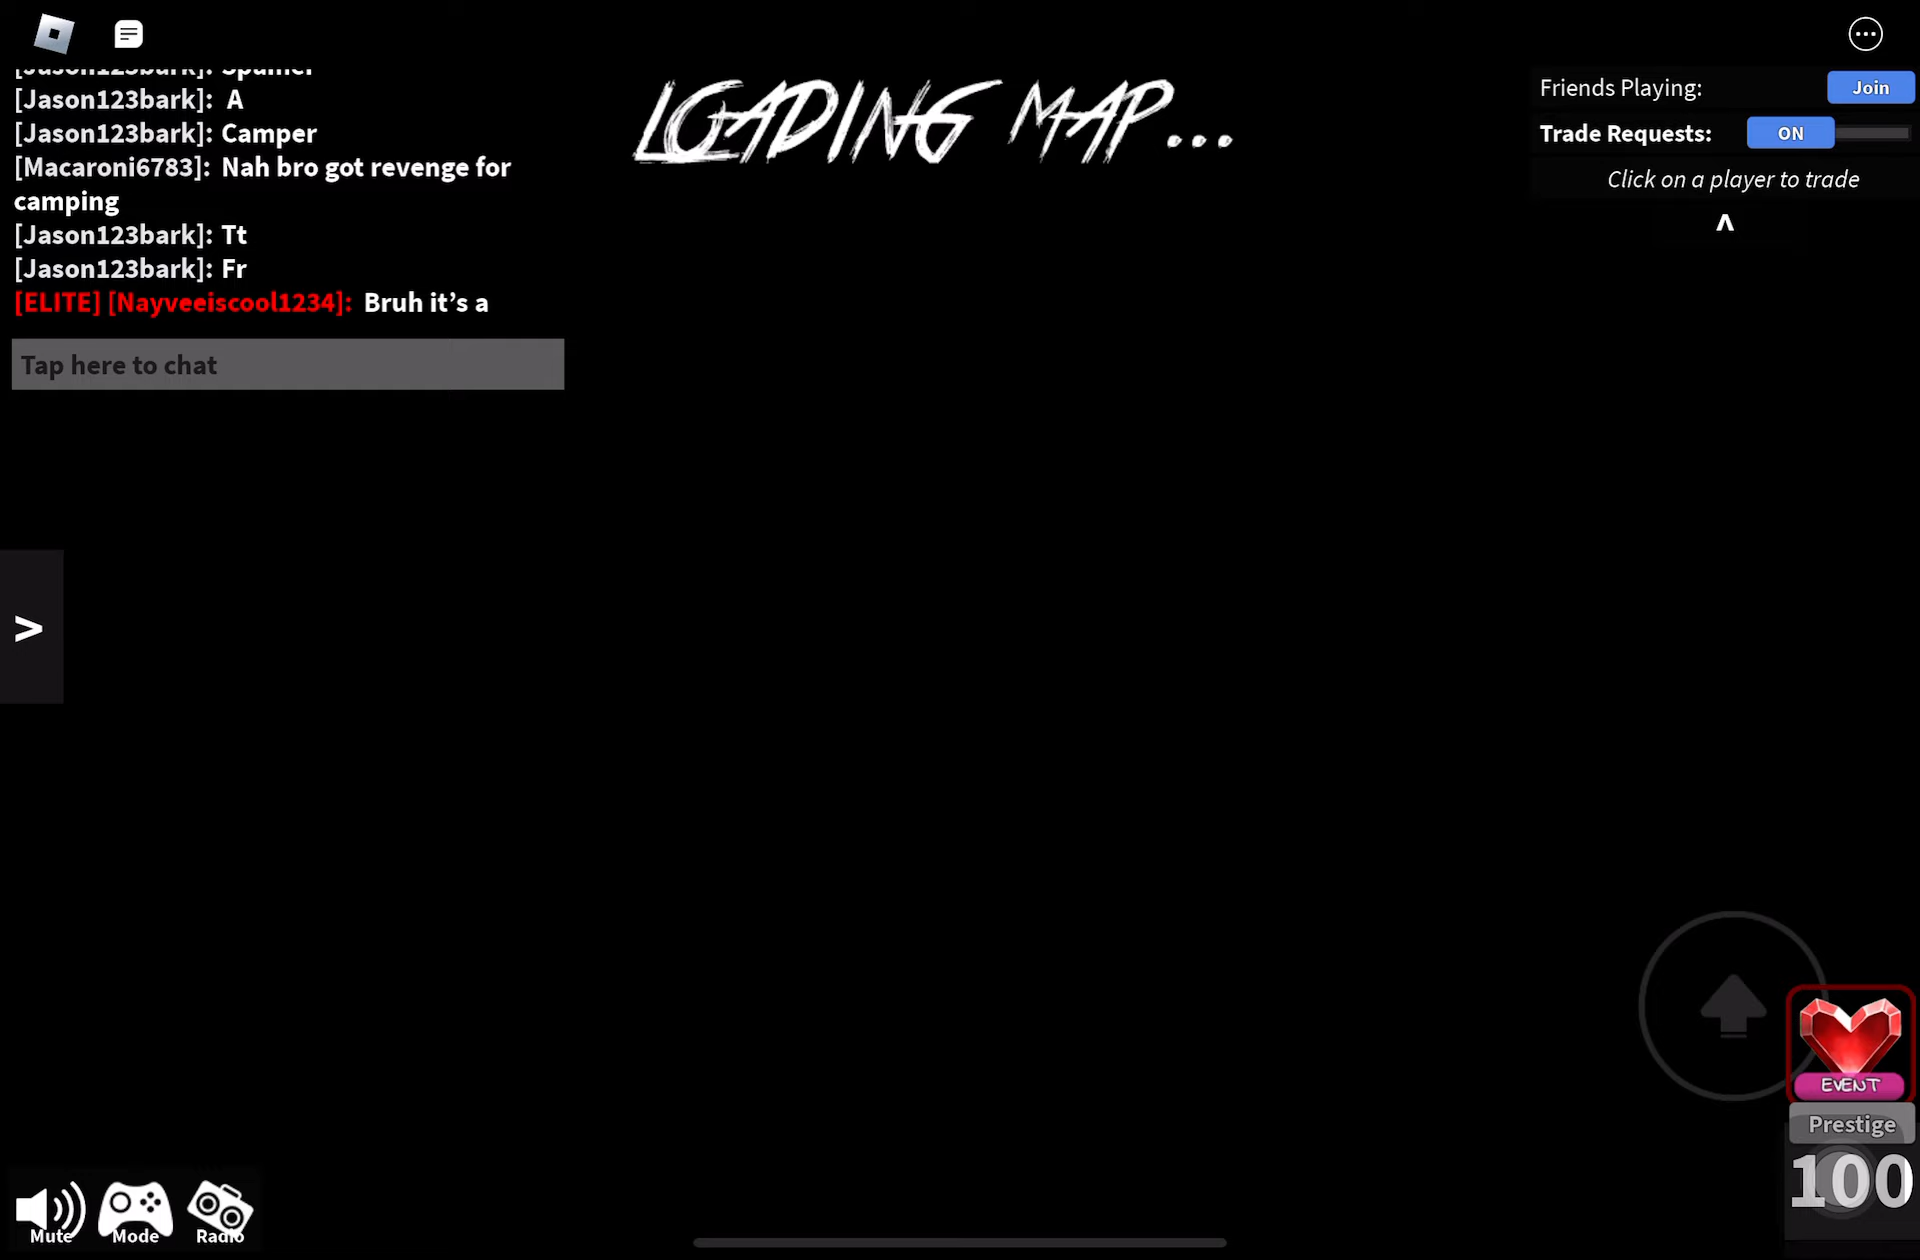 [Jason123bark]: Spamer
[Jason123bark]: A
[Jason123bark]: Camper
[Macaroni6783]: Nah bro got revenge for
camping
[Jason123bark]: Tt
[Jason123bark]: Fr
[ELITE] [Nayveeiscool1234]: Bruh it’s a
Tap here to chat
LOADING MAP...
Friends Playing:
Join
Trade Requests:
ON
Click on a player to trade
^
>
EVENT
Prestige
100
Mute
Mode
Radio